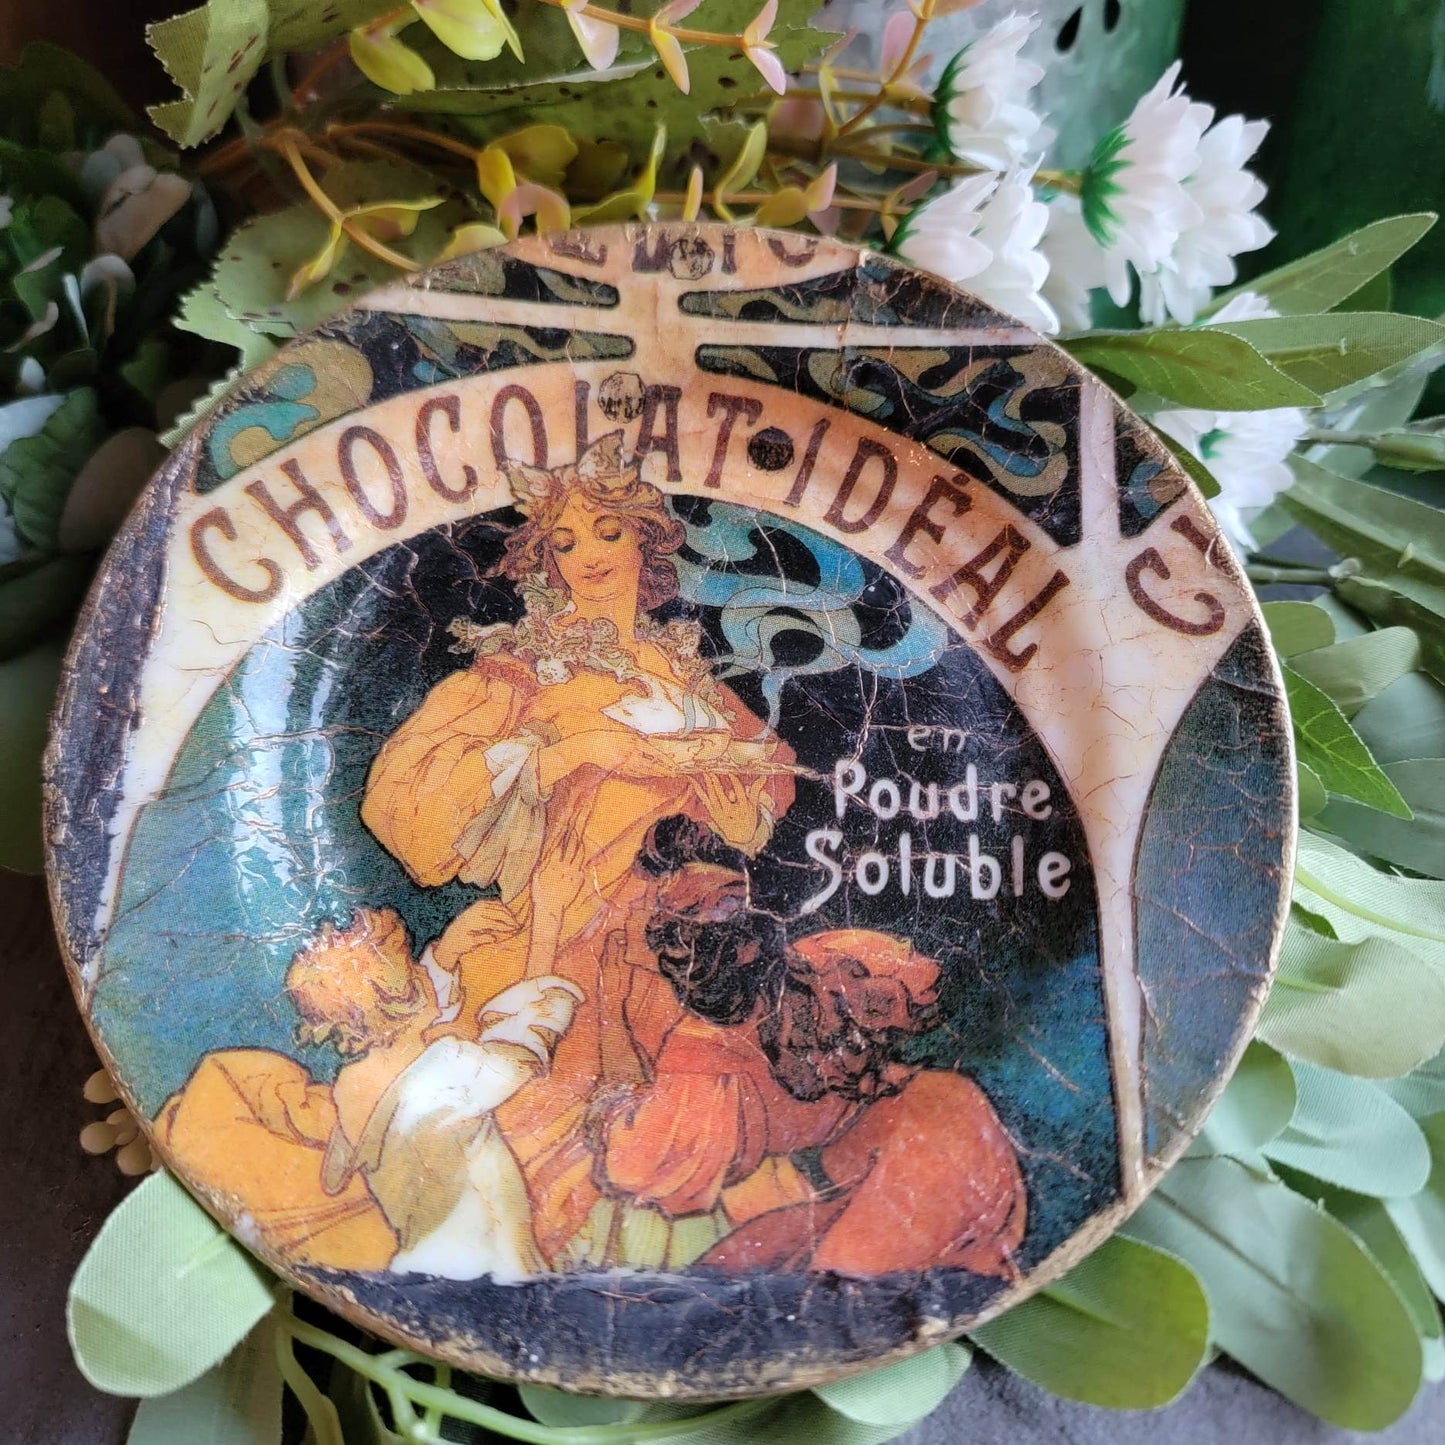 CHOCOLAT • IDÉAL
en
Poudre
Soluble